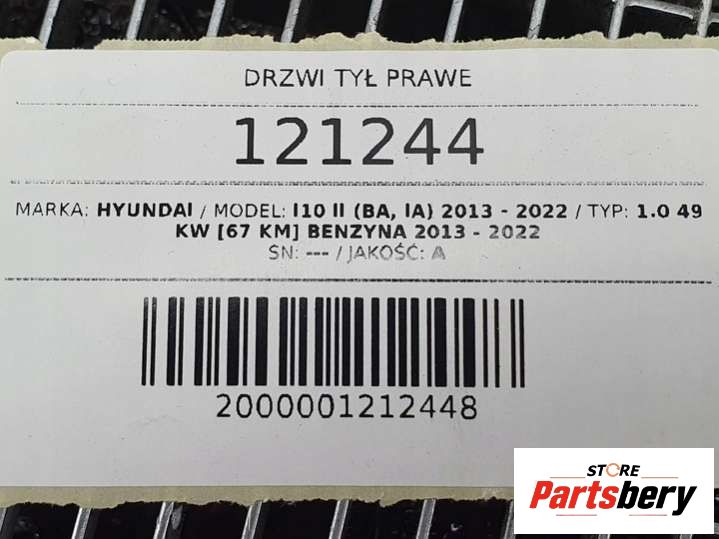 DRZWI TYŁ PRAWE
121244
MARKA: HYUNDAI / MODEL: I10 II (BA, IA) 2013 - 2022 / TYP: 1.0 49
KW [67 KM] BENZYNA 2013 - 2022
SN: --- / JAKOŚĆ: A
2000001212448
STORE
Partsbery